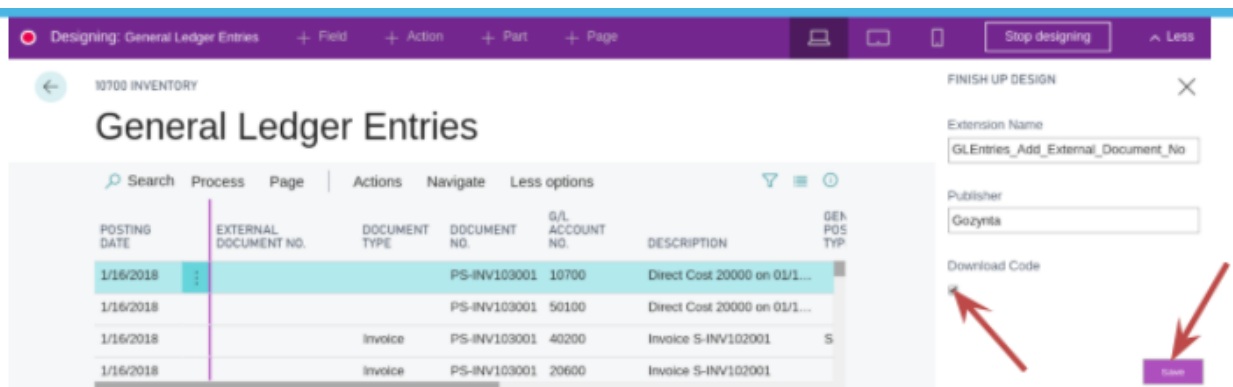 Designing: General Ledger Entries + Field + Action + Part + Page Stop designing Less
10700 INVENTORY
General Ledger Entries
Search Process Page Actions Navigate Less options
POSTING DATE EXTERNAL DOCUMENT NO. DOCUMENT TYPE DOCUMENT NO. G/L ACCOUNT NO. DESCRIPTION GEN POS TYP
1/16/2018 PS-INV103001 10700 Direct Cost 20000 on 01/1...
1/16/2018 PS-INV103001 50100 Direct Cost 20000 on 01/1...
1/16/2018 Invoice PS-INV103001 40200 Invoice S-INV102001 S
1/16/2018 Invoice PS-INV103001 20600 Invoice S-INV102001
FINISH UP DESIGN
Extension Name
GLEntries_Add_External_Document_No
Publisher
Gozynta
Download Code
Save